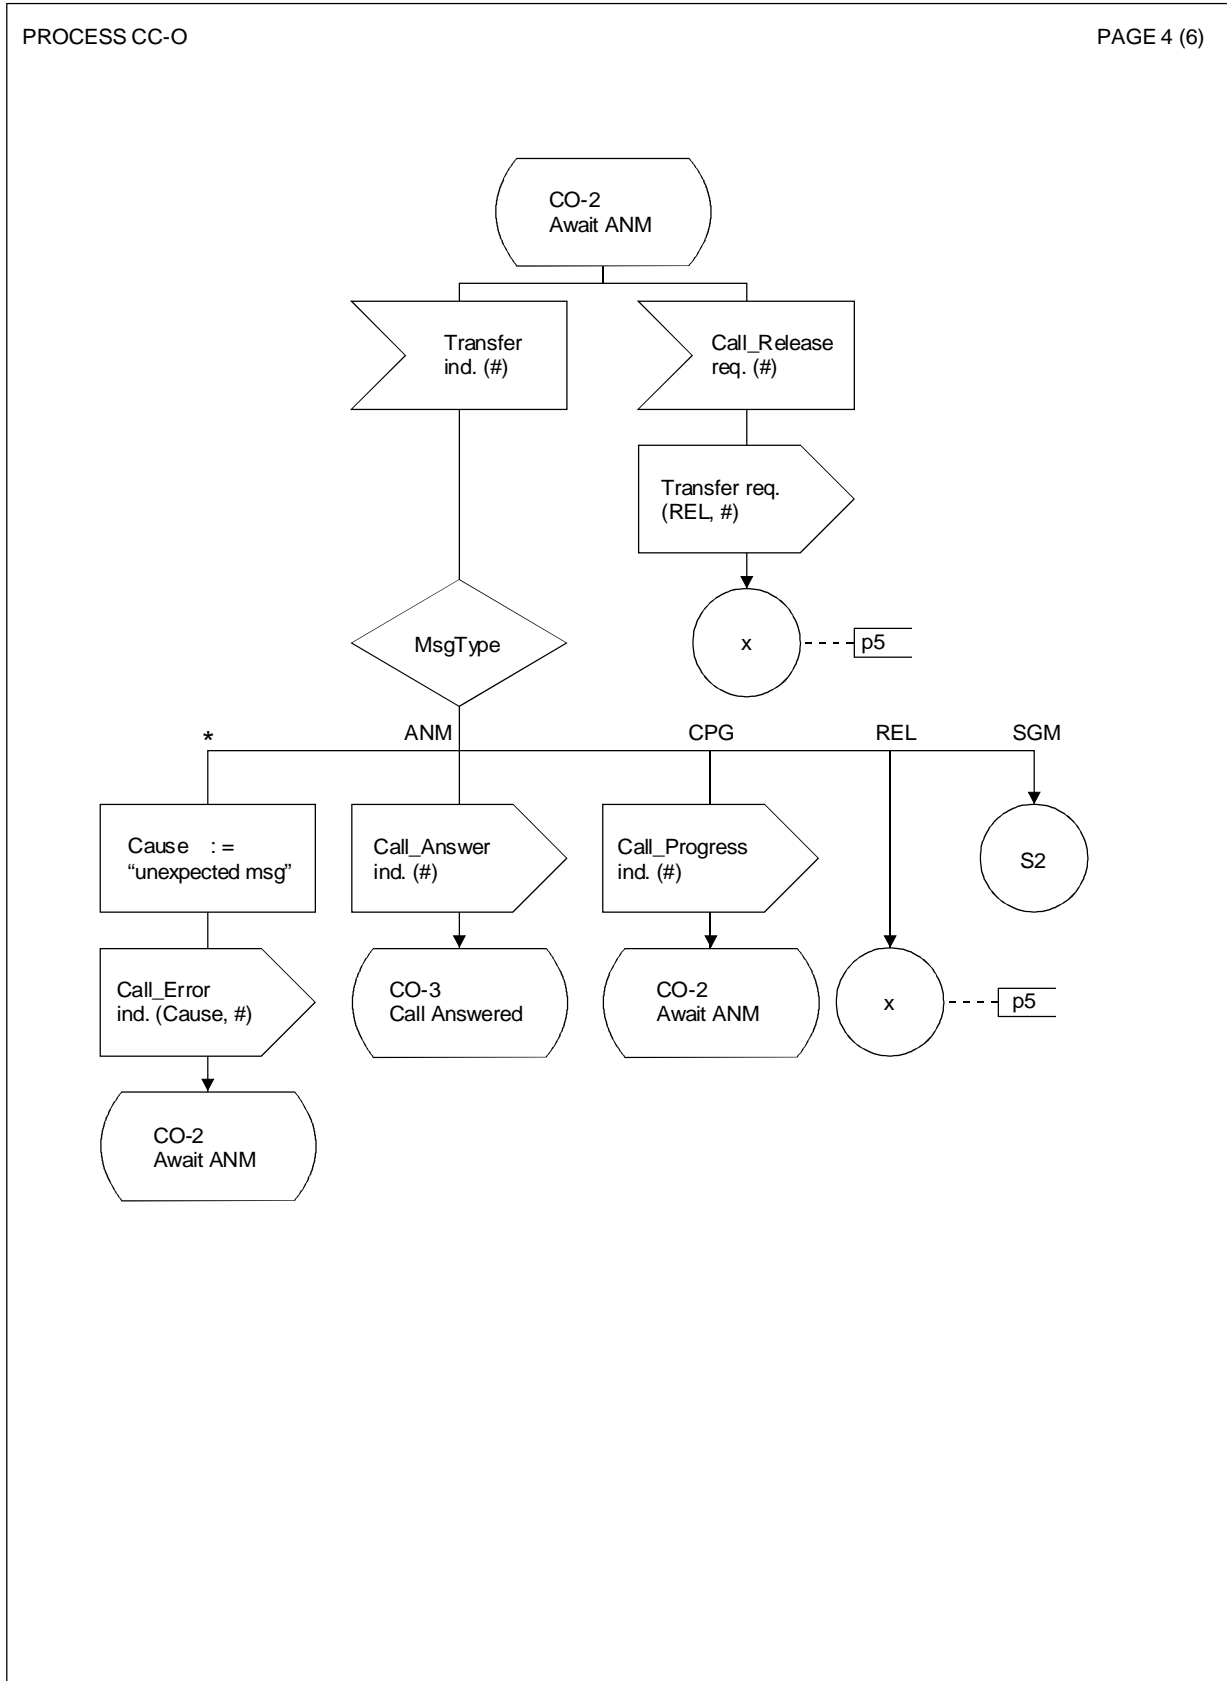 PROCESS CC-O
PAGE 4 (6)
CO-2
Await ANM
Transfer
ind. (#)
Call_Release
req. (#)
Transfer req.
(REL, #)
MsgType
x
p5
*
ANM
CPG
REL
SGM
Cause : =
“unexpected msg”
Call_Answer
ind. (#)
Call_Progress
ind. (#)
S2
Call_Error
ind. (Cause, #)
CO-3
Call Answered
CO-2
Await ANM
x
p5
CO-2
Await ANM